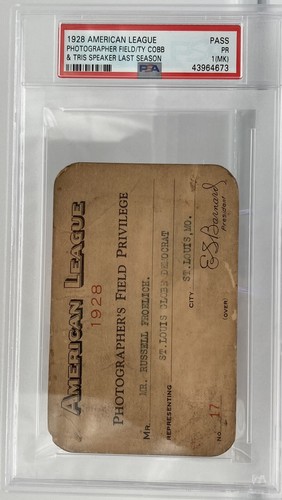 1928 AMERICAN LEAGUE PASS
PHOTOGRAPHER FIELD/TY COBB PR
& TRIS SPEAKER LAST SEASON 1 (MK)
PSA 43964673
AMERICAN LEAGUE
1928
PHOTOGRAPHER'S FIELD PRIVILEGE
MR. MR. RUSSELL FROELICH.
REPRESENTING ST.LOUIS GLOBE DEMOCRAT
CITY ST.LOUIS, MO.
E.S. Barnard
President
No. 17 (OVER)